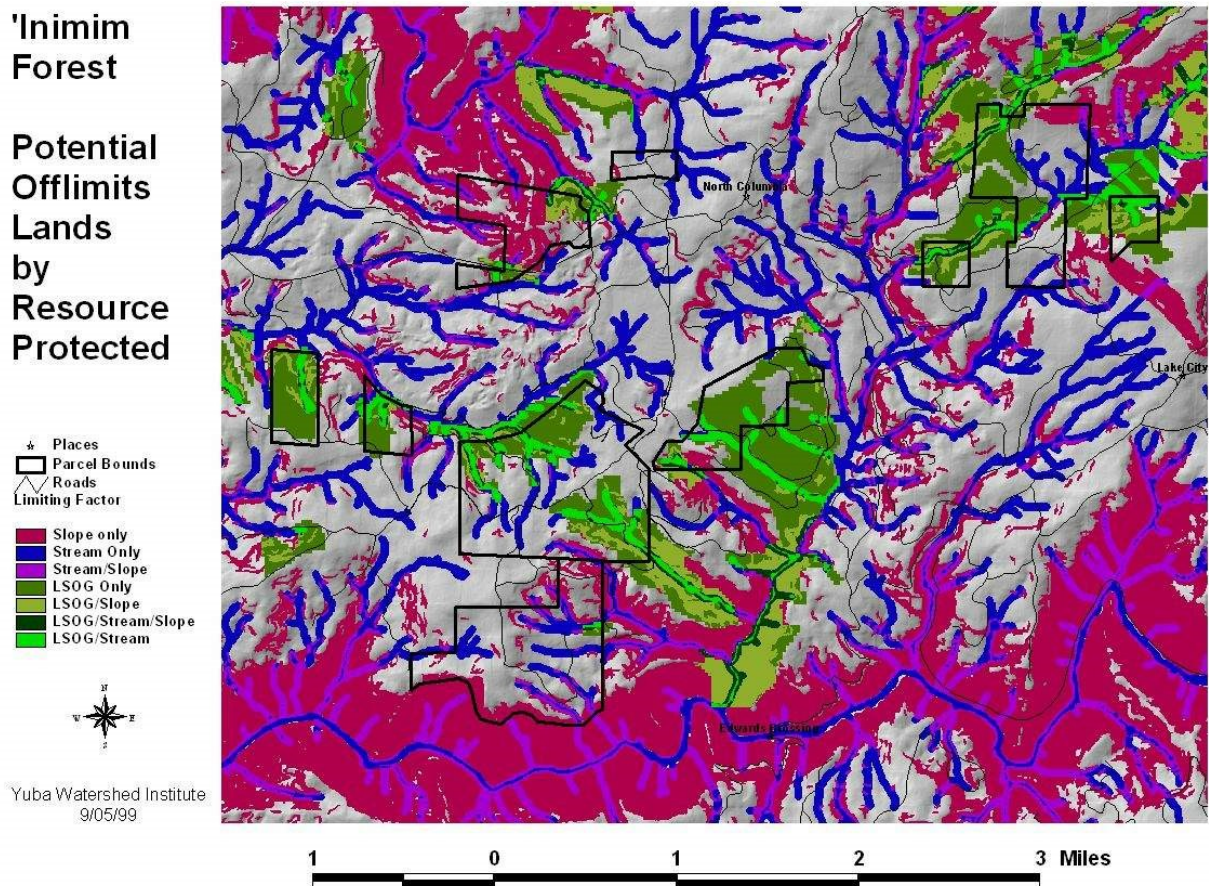 'Inimim
Forest
Potential
Offlimits
Lands
by
Resource
Protected
Places
Parcel Bounds
Roads
Limiting Factor
Slope only
Stream Only
Stream/Slope
LSOG Only
LSOG/Slope
LSOG/Stream/Slope
LSOG/Stream
N
W E
S
Yuba Watershed Institute
9/05/99
North Columbia
Lake City
Edwards Crossing
1 0 1 2 3 Miles